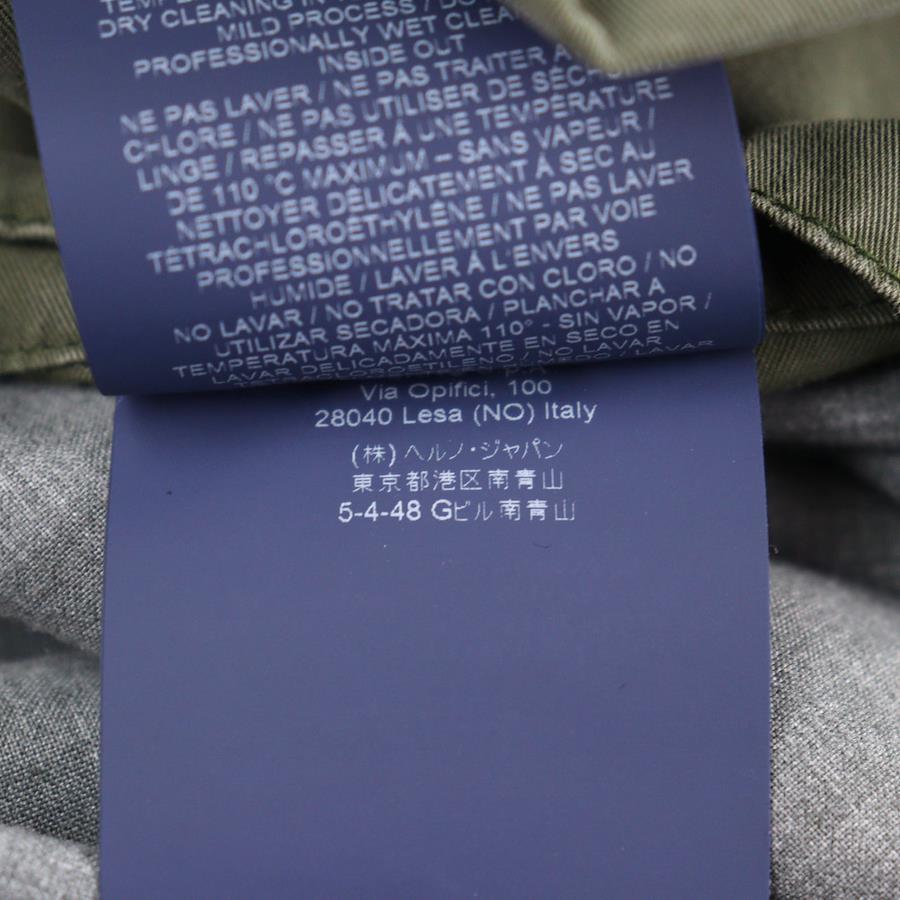 DRY CLEANING IN
MILD PROCESS / DO
PROFESSIONALLY WET CLEA
INSIDE OUT
NE PAS LAVER / NE PAS TRAITER A
CHLORE / NE PAS UTILISER DE SÉCHO
LINGE / REPASSER À UNE TEMPÉRATURE
DE 110 °C MAXIMUM – SANS VAPEUR /
NETTOYER DÉLICATEMENT À SEC AU
TÉTRACHLOROÉTHYLÈNE / NE PAS LAVER
PROFESSIONNELLEMENT PAR VOIE
HUMIDE / LAVER À L'ENVERS
NO LAVAR / NO TRATAR CON CLORO / NO
UTILIZAR SECADORA / PLANCHAR A
TEMPERATURA MÁXIMA 110° - SIN VAPOR /
LAVAR DELICADAMENTE EN SECO EN
/ NO LAVAR
Via Opifici, 100
28040 Lesa (NO) Italy
(株) ヘルノ・ジャパン
東京都港区南青山
5-4-48 Gビル南青山